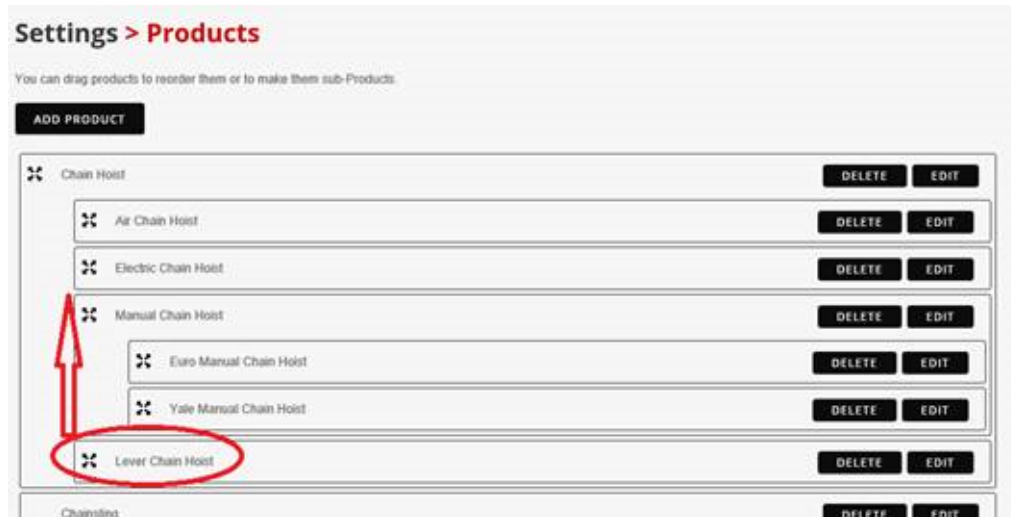 Settings > Products
You can drag products to reorder them or to make them sub-Products.
ADD PRODUCT
Chain Hoist DELETE EDIT
Air Chain Hoist DELETE EDIT
Electric Chain Hoist DELETE EDIT
Manual Chain Hoist DELETE EDIT
Euro Manual Chain Hoist DELETE EDIT
Yale Manual Chain Hoist DELETE EDIT
Lever Chain Hoist DELETE EDIT
Chainsling DELETE EDIT